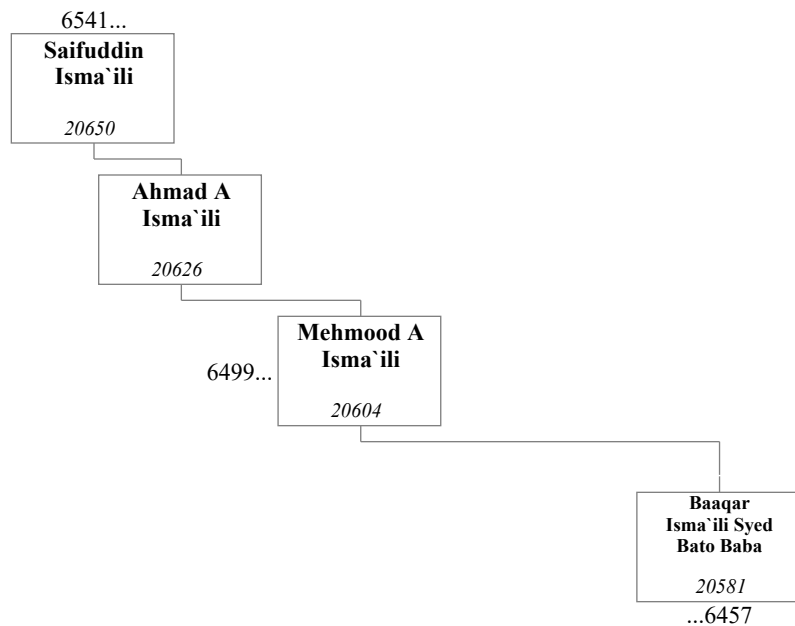 6541...
Saifuddin
Isma`ili
20650
Ahmad A
Isma`ili
20626
Mehmood A
Isma`ili
6499...
20604
Baaqar
Isma`ili Syed
Bato Baba
20581
...6457